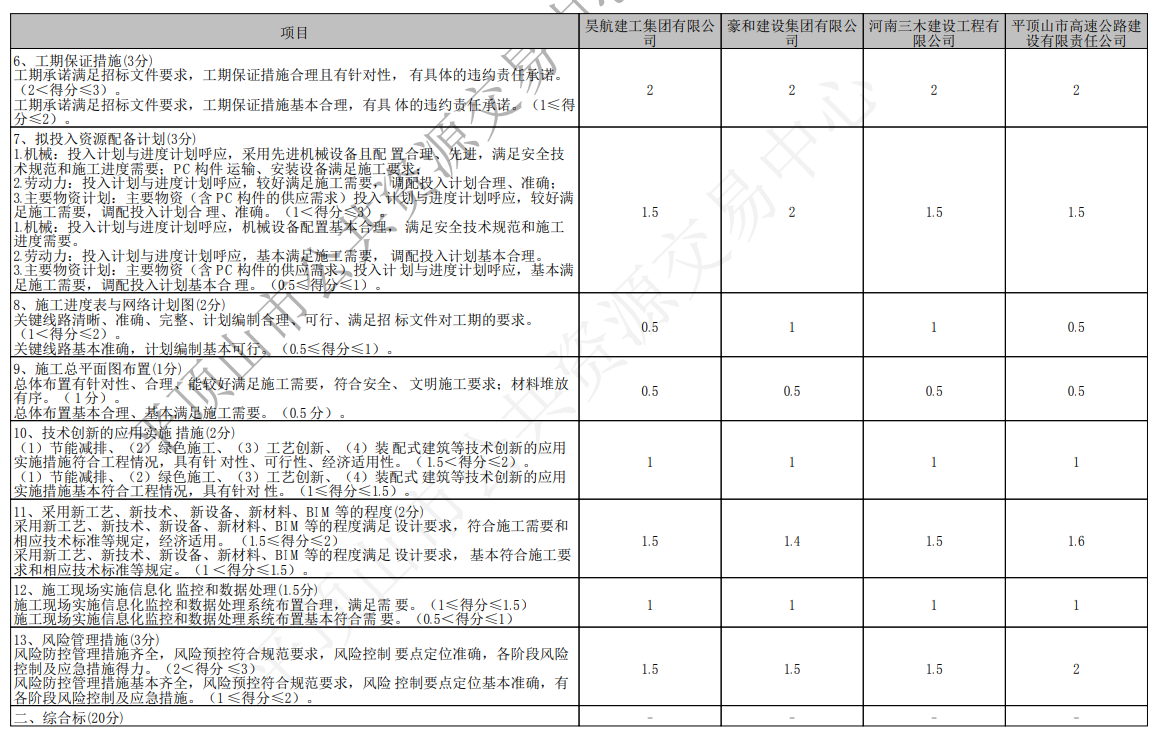 项目
昊航建工集团有限公
司
豪和建设集团有限公
司
河南三木建设工程有
限公司
平顶山市高速公路建
设有限责任公司
6、工期保证措施(3分)
工期承诺满足招标文件要求，工期保证措施合理且有针对性， 有具体的违约责任承诺。
（2＜得分≤3）。
工期承诺满足招标文件要求，工期保证措施基本合理，有具 体的违约责任承诺。（1≤得
分≤2）。
2
2
2
2
7、拟投入资源配备计划(3分)
1.机械：投入计划与进度计划呼应，采用先进机械设备且配 置合理、先进，满足安全技
术规范和施工进度需要；PC 构件 运输、安装设备满足施工要求；
2.劳动力：投入计划与进度计划呼应，较好满足施工需要， 调配投入计划合理、准确；
3.主要物资计划：主要物资（含 PC 构件的供应需求）投入 计划与进度计划呼应，较好满
足施工需要，调配投入计划合 理、准确。（1＜得分≤3）。
1.机械：投入计划与进度计划呼应，机械设备配置基本合理， 满足安全技术规范和施工
进度需要。
2.劳动力：投入计划与进度计划呼应，基本满足施工需要， 调配投入计划基本合理。
3.主要物资计划：主要物资（含 PC 构件的供应需求）投入 计 划与进度计划呼应，基本满
足施工需要，调配投入计划基本合 理。（0.5≤得分≤1）。
1.5
2
1.5
1.5
8、施工进度表与网络计划图(2分)
关键线路清晰、准确、完整、计划编制合理、可行、满足招 标文件对工期的要求。
（1＜得分≤2）。
关键线路基本准确，计划编制基本可行。（0.5≤得分≤1）。
0.5
1
1
0.5
9、施工总平面图布置(1分)
总体布置有针对性、合理、能较好满足施工需要，符合安全、 文明施工要求；材料堆放
有序。（ 1 分）。
总体布置基本合理、基本满足施工需要。（0.5 分）。
0.5
0.5
0.5
0.5
10、技术创新的应用实施 措施(2分)
（1）节能减排、（2）绿色施工、（3）工艺创新、（4）装 配式建筑等技术创新的应用
实施措施符合工程情况，具有针 对性、可行性、经济适用性。（ 1.5＜得分≤2）。
（1）节能减排、（2）绿色施工、（3）工艺创新、（4）装配式 建筑等技术创新的应用
实施措施基本符合工程情况，具有针对 性。（1≤得分≤1.5）。
1
1
1
1
11、采用新工艺、新技术、 新设备、新材料、BIM 等的程度(2分)
采用新工艺、新技术、新设备、新材料、BIM 等的程度满足 设计要求，符合施工需要和
相应技术标准等规定，经济适用。 （1.5≤得分≤2）
采用新工艺、新技术、新设备、新材料、BIM 等的程度满足 设计要求， 基本符合施工要
求和相应技术标准等规定。（1 ＜得分≤1.5）。
1.5
1.4
1.5
1.6
12、施工现场实施信息化 监控和数据处理(1.5分)
施工现场实施信息化监控和数据处理系统布置合理，满足需 要。（1≤得分≤1.5）
施工现场实施信息化监控和数据处理系统布置基本符合需 要。（0.5＜得分≤1）
1
1
1
1
13、风险管理措施(3分)
风险防控管理措施齐全，风险预控符合规范要求，风险控制 要点定位准确，各阶段风险
控制及应急措施得力。（2＜得分 ≤3）
风险防控管理措施基本齐全，风险预控符合规范要求，风险 控制要点定位基本准确，有
各阶段风险控制及应急措施。（1 ≤得分≤2）。
1.5
1.5
1.5
2
二、综合标(20分)
-
-
-
-
平顶山市公共资源交易中心
平顶山市公共资源交易中心